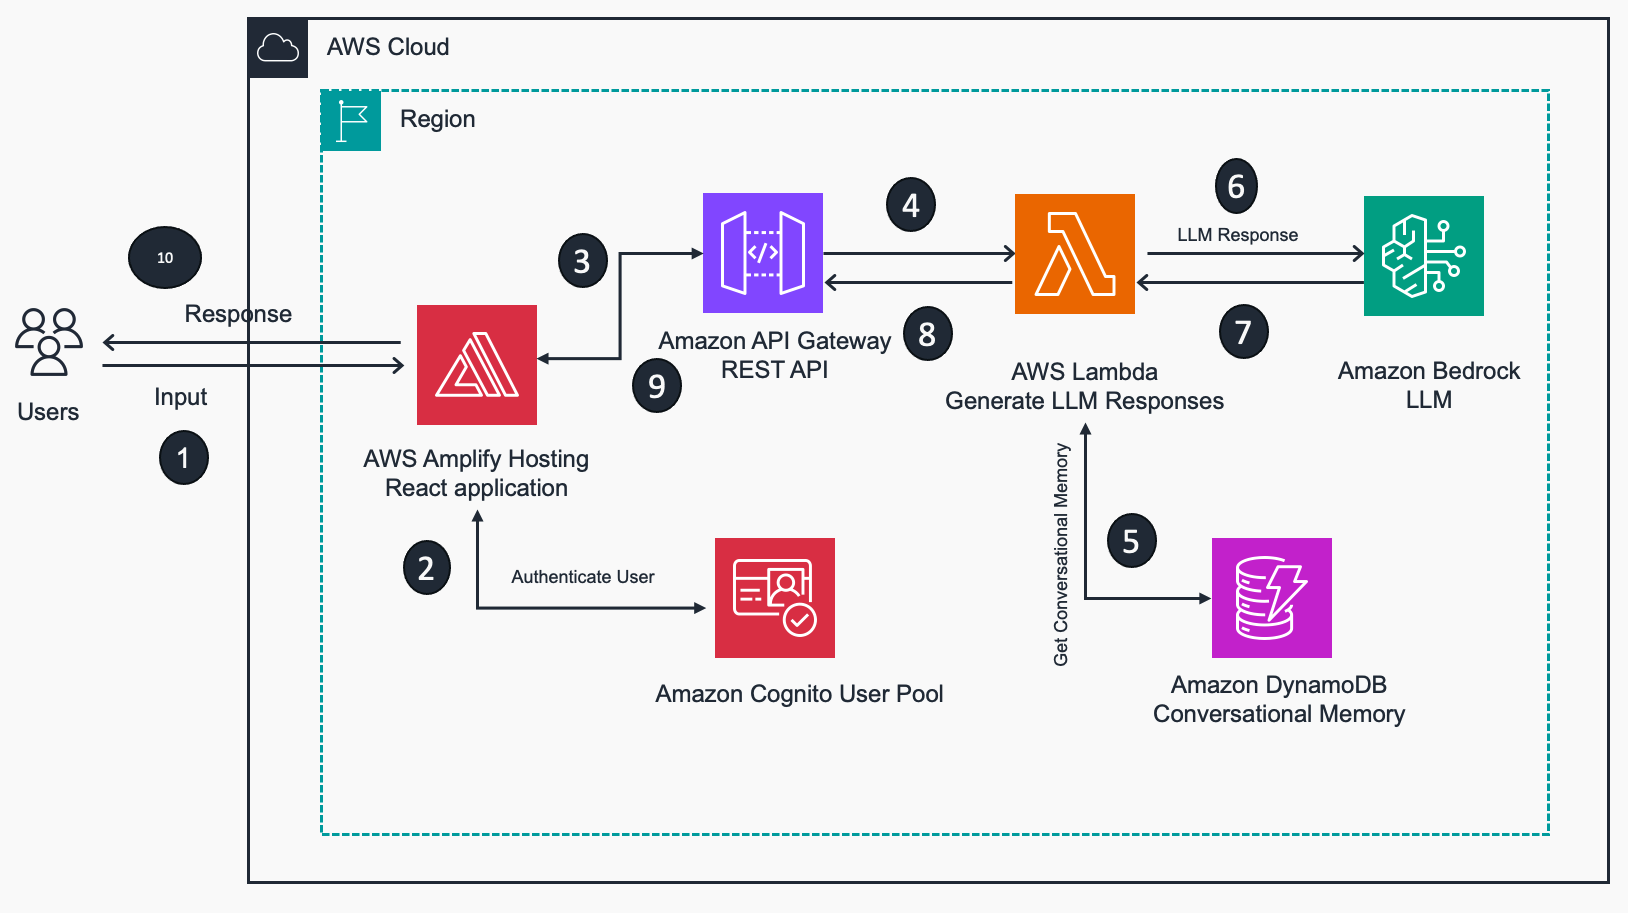 AWS Cloud
Region
10
Response
Users
Input
1
3
9
AWS Amplify Hosting
React application
2
Authenticate User
Amazon Cognito User Pool
</>
Amazon API Gateway
REST API
4
8
AWS Lambda
Generate LLM Responses
6
LLM Response
7
Amazon Bedrock
LLM
Get Conversational Memory
5
Amazon DynamoDB
Conversational Memory